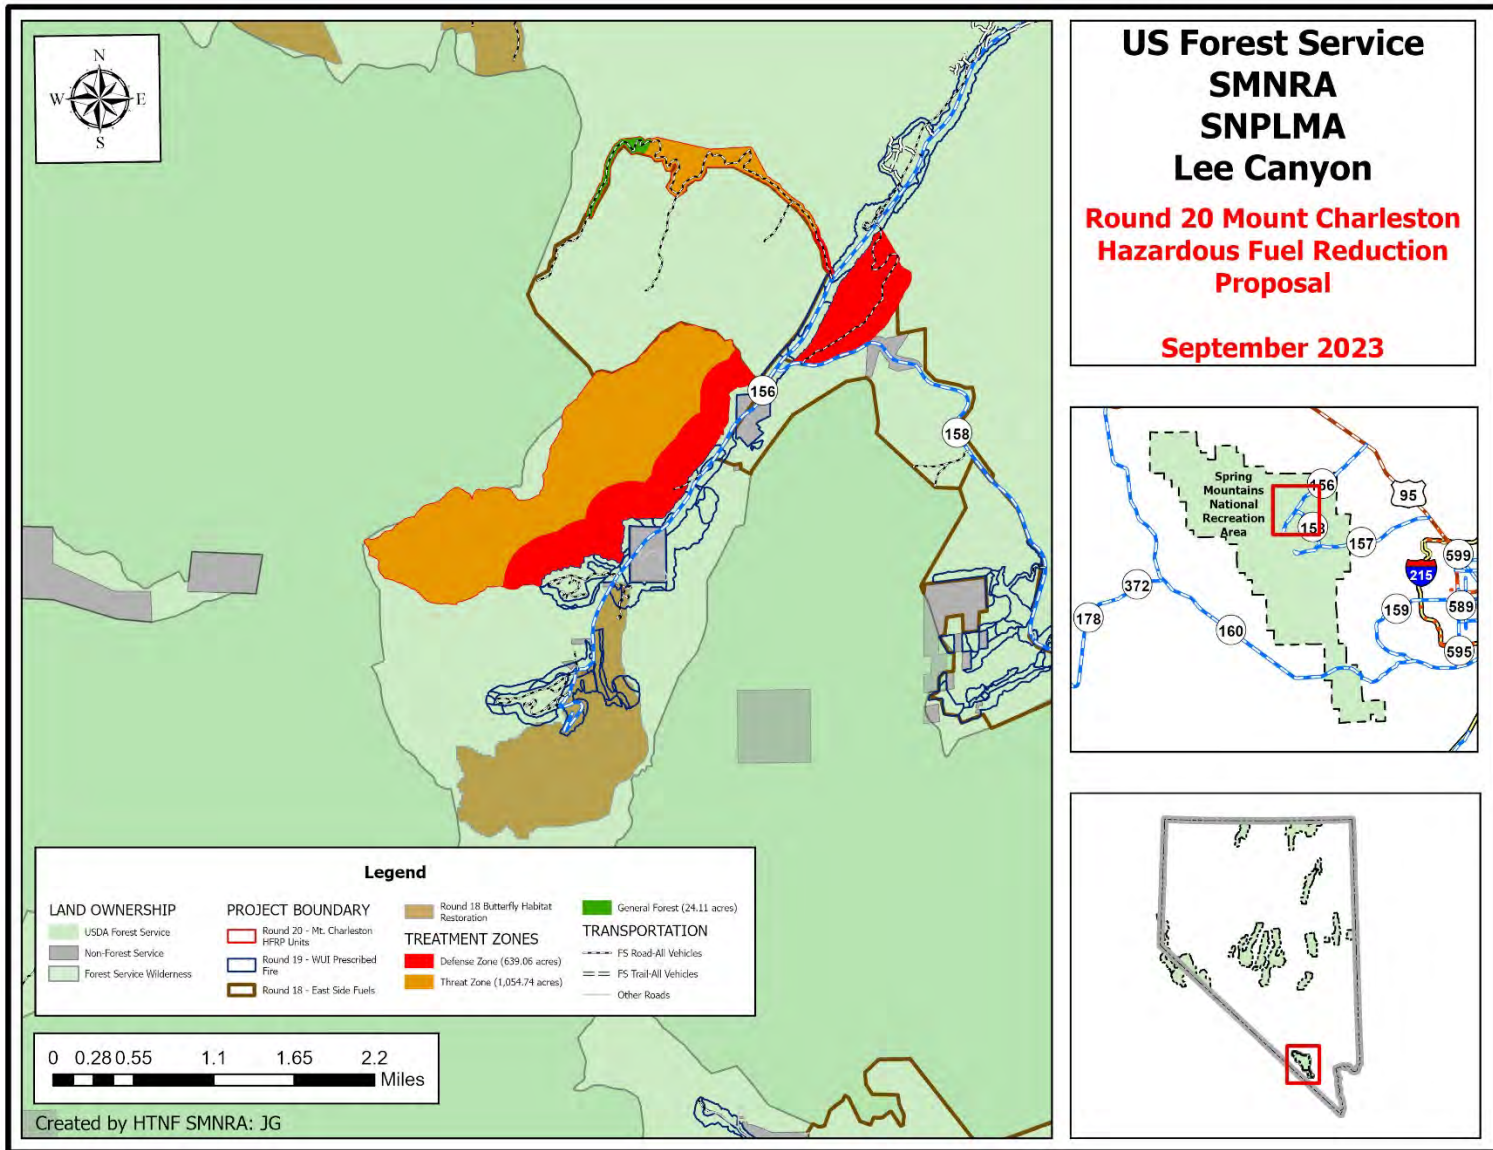 N
W
E
S
156
158
US Forest Service
SMNRA
SNPLMA
Lee Canyon
Round 20 Mount Charleston
Hazardous Fuel Reduction
Proposal
September 2023
Spring
Mountains
National
Recreation
Area
156
158
157
95
215
599
589
595
159
160
372
178
Legend
LAND OWNERSHIP
USDA Forest Service
Non-Forest Service
Forest Service Wilderness
PROJECT BOUNDARY
Round 20 - Mt. Charleston
HFRP Units
Round 19 - WUI Prescribed
Fire
Round 18 - East Side Fuels
Round 18 Butterfly Habitat
Restoration
TREATMENT ZONES
Defense Zone (639.06 acres)
Threat Zone (1,054.74 acres)
General Forest (24.11 acres)
TRANSPORTATION
FS Road-All Vehicles
FS Trail-All Vehicles
Other Roads
0 0.28 0.55 1.1 1.65 2.2
Miles
Created by HTNF SMNRA: JG